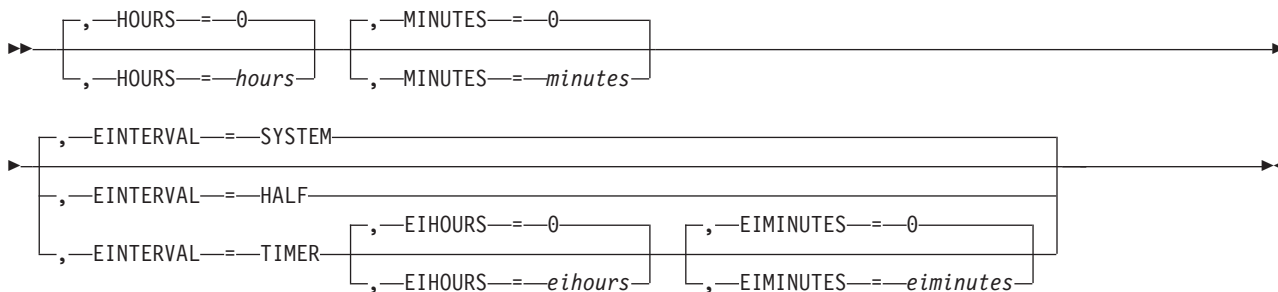 , HOURS = 0 , MINUTES = 0
, HOURS = hours , MINUTES = minutes
, EINTERVAL = SYSTEM
, EINTERVAL = HALF
, EIHOURS = 0 , EIMINUTES = 0
, EINTERVAL = TIMER
, EIHOURS = eihours , EIMINUTES = eiminutes